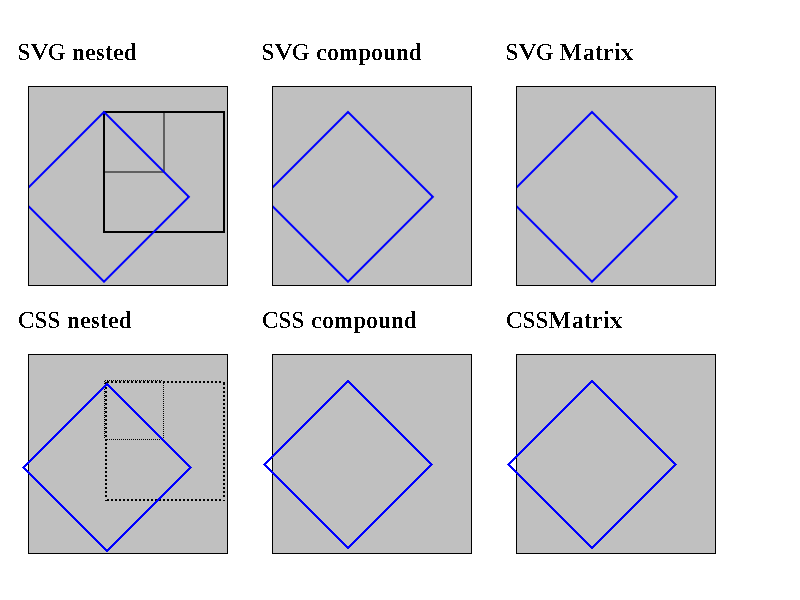 SVG nested
SVG compound
SVG Matrix
CSS nested
CSS compound
CSSMatrix